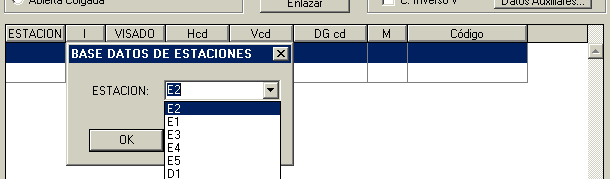 Abierta Colgada
Enlazar
C. Inverso V
Datos Auxiliares...
ESTACION I VISADO Hcd Vcd DG cd M Código
BASE DATOS DE ESTACIONES
ESTACION: E2
E2
E1
E3
E4
E5
D1
OK